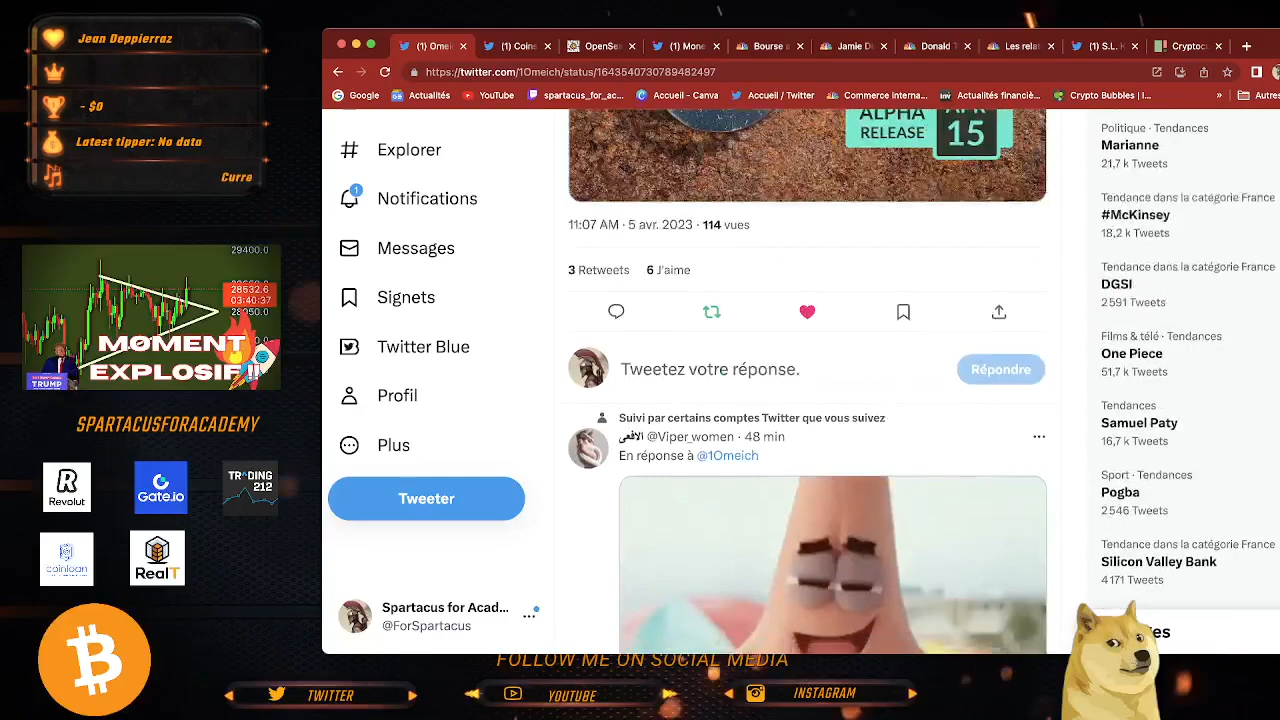 Jean Deppierraz
- $0
Latest tipper: No data
Curre
29400.0
28532.6
03:40:37
28050.0
MOMENT
EXPLOSIF!!
TRUMP
SPARTACUSFORACADEMY
Revolut
Gate.io
TRADING
212
coinloan
RealT
(1) Omei
(1) Coins
OpenSea
(1) Mone
Bourse a
Jamie D
Donald T
Les relat
(1) S.L. K
Cryptocu
https://twitter.com/1Omeich/status/1643540730789482497
Google
Actualités
YouTube
spartacus_for_ac...
Accueil - Canva
Accueil / Twitter
Commerce interna...
Actualités financiè...
Crypto Bubbles | I...
»
Autres
Explorer
1
Notifications
Messages
Signets
Twitter Blue
Profil
Plus
Tweeter
Spartacus for Acad...
@ForSpartacus
ALPHA
RELEASE
15
11:07 AM · 5 avr. 2023 · 114 vues
3 Retweets 6 J'aime
Tweetez votre réponse.
Répondre
Suivi par certains comptes Twitter que vous suivez
الافعى @Viper_women · 48 min
En réponse à @1Omeich
Politique · Tendances
Marianne
21,7 k Tweets
Tendance dans la catégorie France
#McKinsey
18,2 k Tweets
Tendance dans la catégorie France
DGSI
2 591 Tweets
Films & télé · Tendances
One Piece
51,7 k Tweets
Tendances
Samuel Paty
16,7 k Tweets
Sport · Tendances
Pogba
2 546 Tweets
Tendance dans la catégorie France
Silicon Valley Bank
4 171 Tweets
es
FOLLOW ME ON SOCIAL MEDIA
TWITTER
YOUTUBE
INSTAGRAM